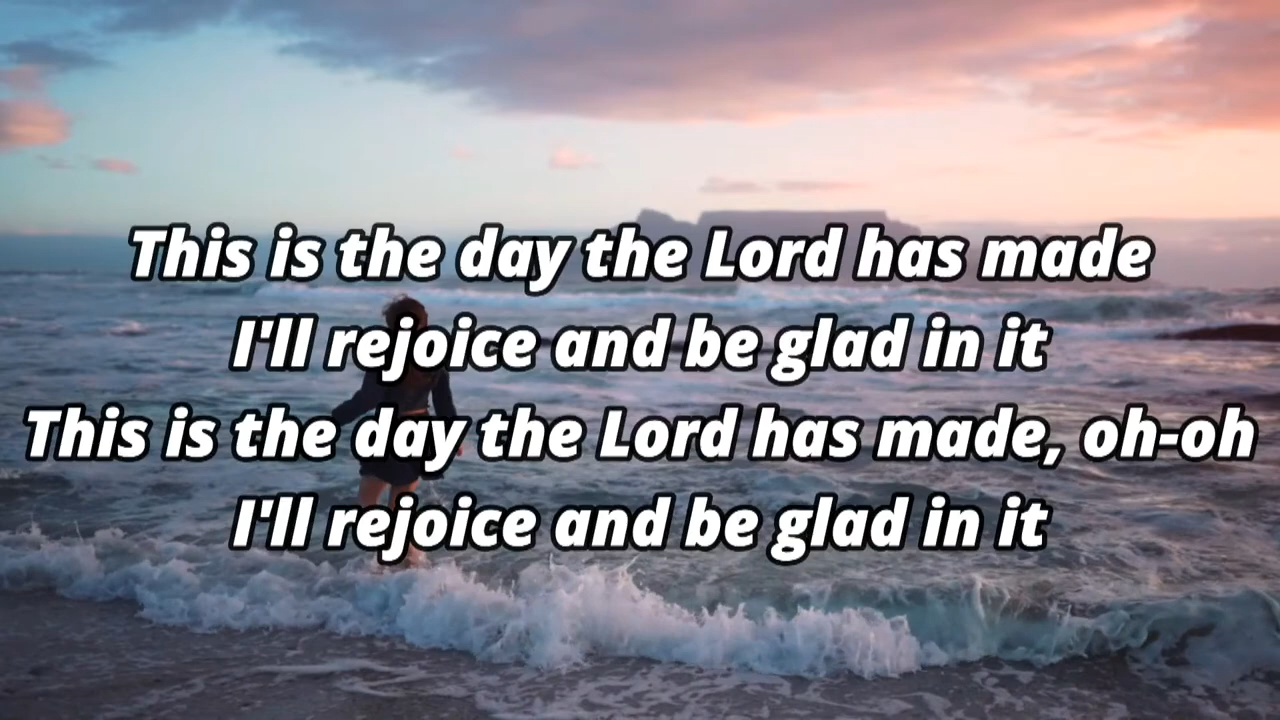 This is the day the Lord has made
I'll rejoice and be glad in it
This is the day the Lord has made, oh-oh
I'll rejoice and be glad in it